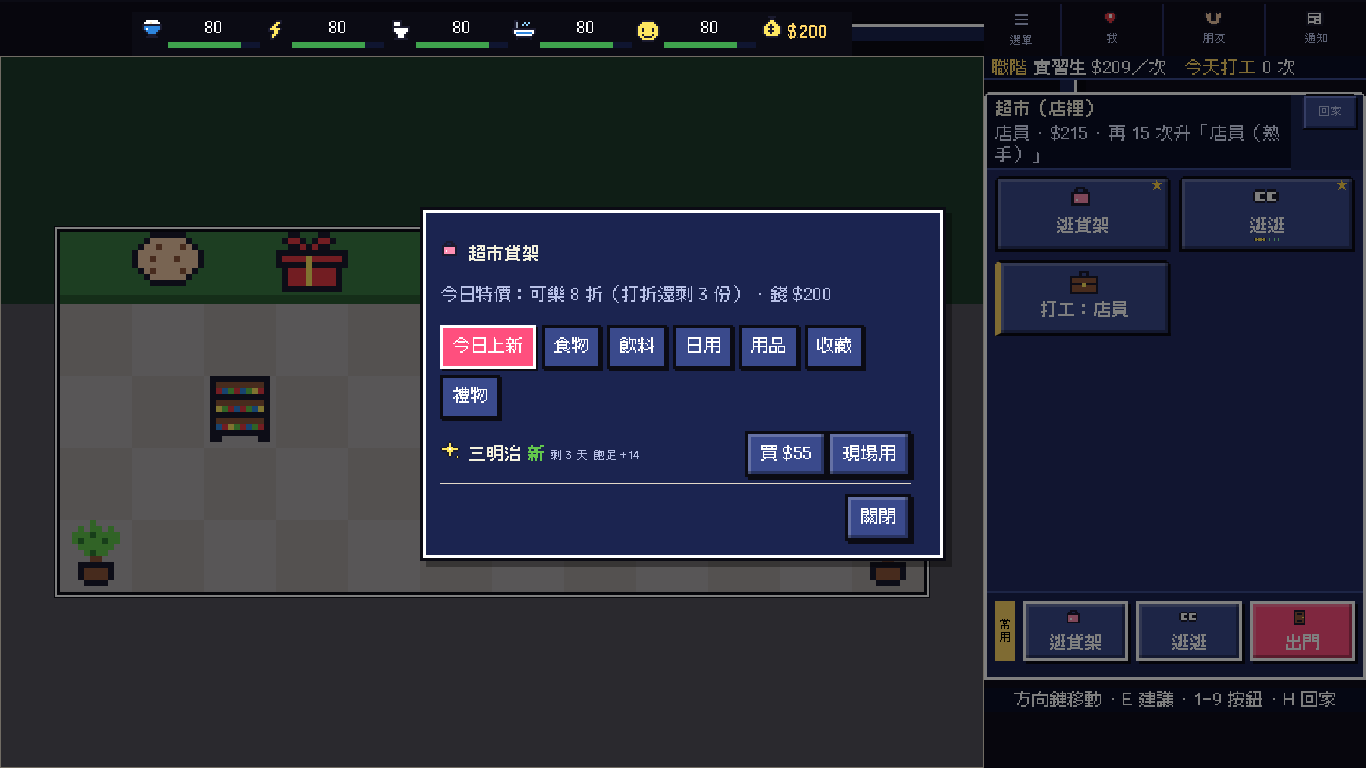 80 80 80 80 80 $200
選單 我 朋友 通知
職階 實習生 $209／次 今天打工 0 次
超市（店裡） 回家
店員 · $215 · 再 15 次升「店員（熟
手）」
逛貨架 逛逛
打工：店員
超市貨架
今日特價：可樂 8 折（打折還剩 3 份） · 錢 $200
今日上新 食物 飲料 日用 用品 收藏
禮物
三明治 新 剩 3 天 飽足+14 買 $55 現場用
關閉
常用 逛貨架 逛逛 出門
方向鍵移動 · E 建議 · 1-9 按鈕 · H 回家